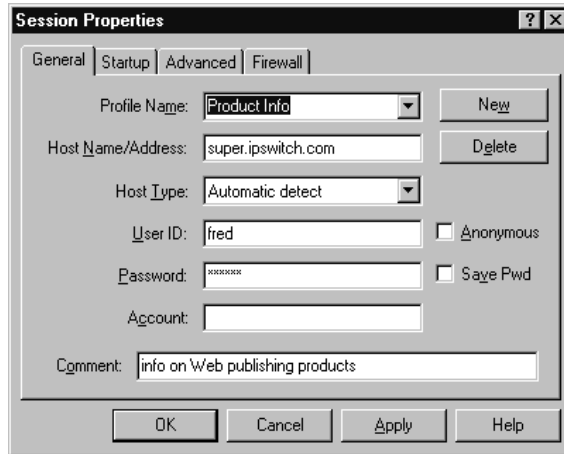 Session Properties
General Startup Advanced Firewall
Profile Name: Product Info New
Host Name/Address: super.ipswitch.com Delete
Host Type: Automatic detect
User ID: fred Anonymous
Password: ****** Save Pwd
Account:
Comment: info on Web publishing products
OK Cancel Apply Help